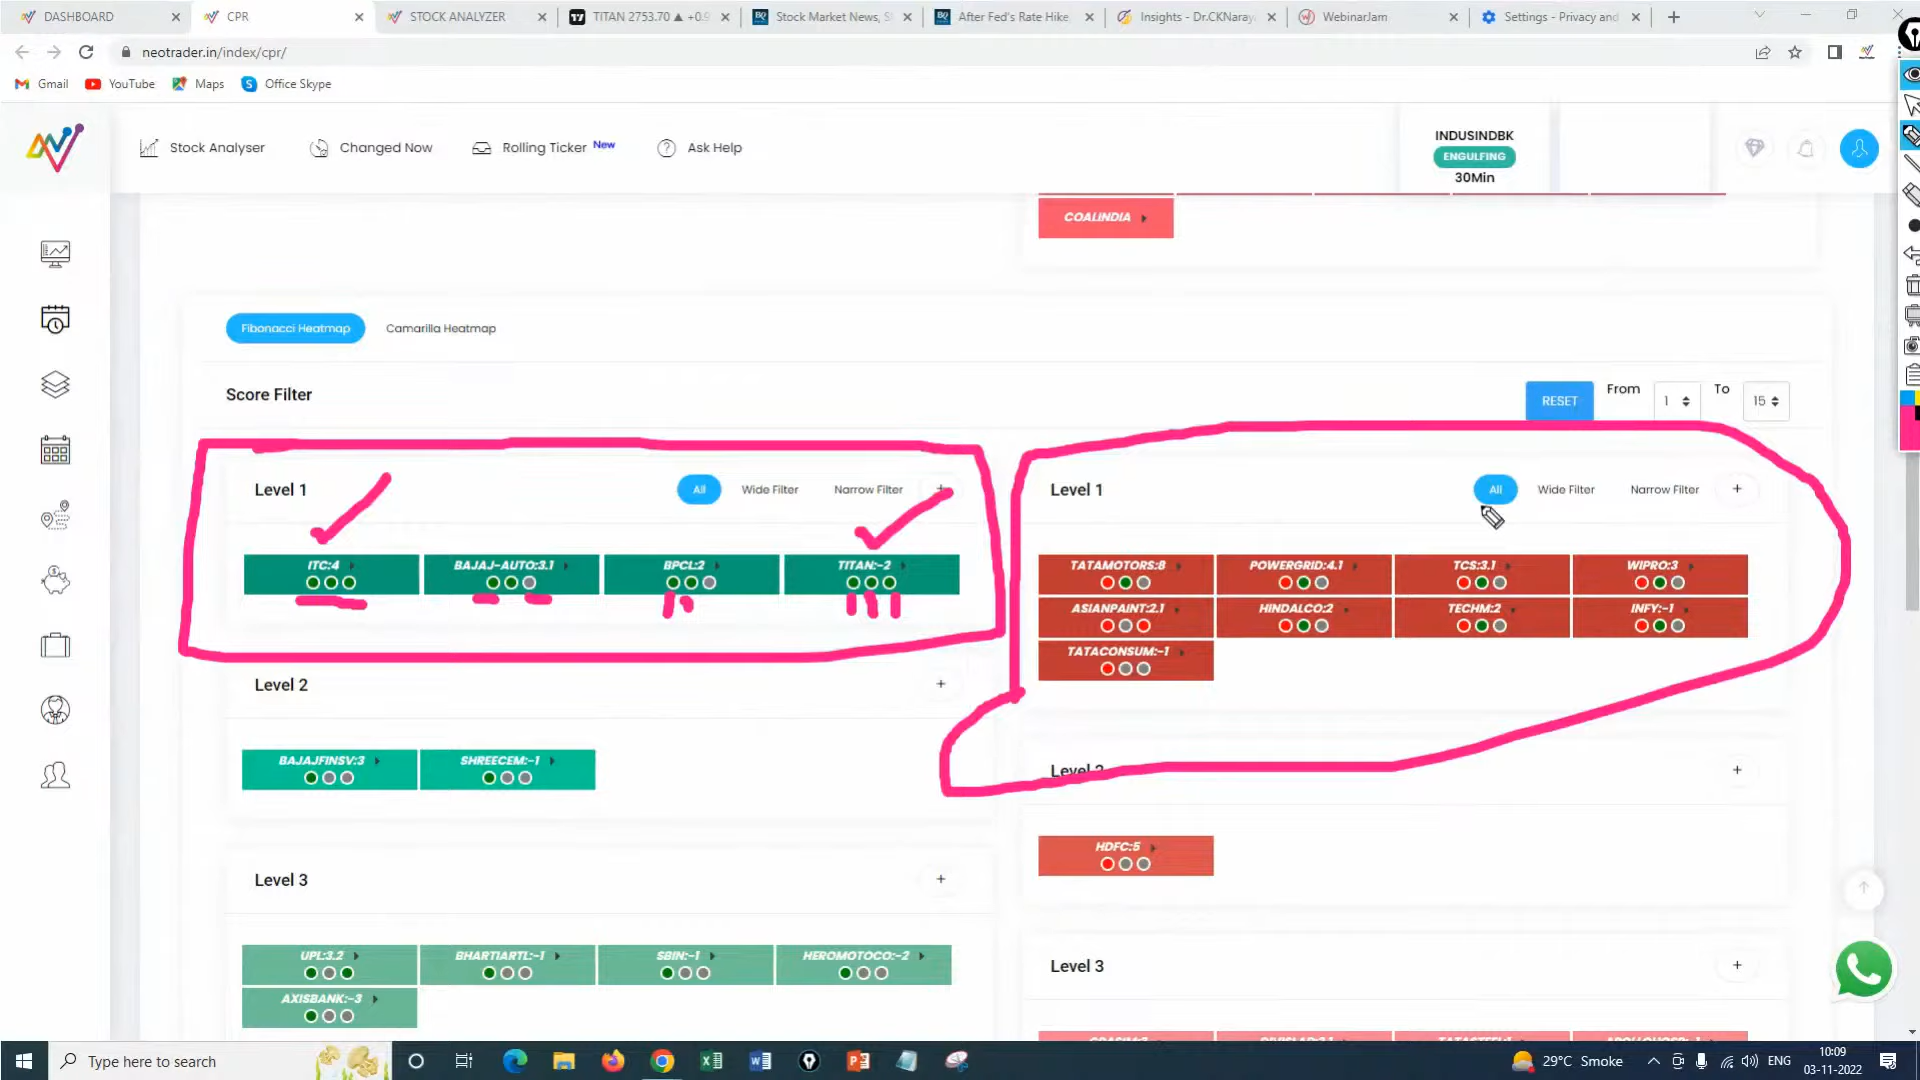 DASHBOARD
CPR
STOCK ANALYZER
TITAN 2753.70 ▲ +0.9
Stock Market News, S
After Fed's Rate Hike,
Insights - Dr.CKNaraya
WebinarJam
Settings - Privacy and
neotrader.in/index/cpr/
Gmail
YouTube
Maps
Office Skype
Stock Analyser
Changed Now
Rolling Ticker New
Ask Help
INDUSINDBK
ENGULFING
30Min
COALINDIA
Fibonacci Heatmap
Camarilla Heatmap
Score Filter
RESET
From
1
To
15
Level 1
All
Wide Filter
Narrow Filter
+
ITC:4
BAJAJ-AUTO:3.1
BPCL:2
TITAN:-2
Level 2
+
BAJAJFINSV:3
SHREECEM:-1
Level 3
+
UPL:3.2
BHARTIARTL:-1
SBIN:-1
HEROMOTOCO:-2
AXISBANK:-3
Level 1
All
Wide Filter
Narrow Filter
+
TATAMOTORS:8
POWERGRID:4.1
TCS:3.1
WIPRO:3
ASIANPAINT:2.1
HINDALCO:2
TECHM:2
INFY:-1
TATACONSUM:-1
Level 2
+
HDFC:5
Level 3
+
Type here to search
29°C Smoke
ENG
10:09
03-11-2022